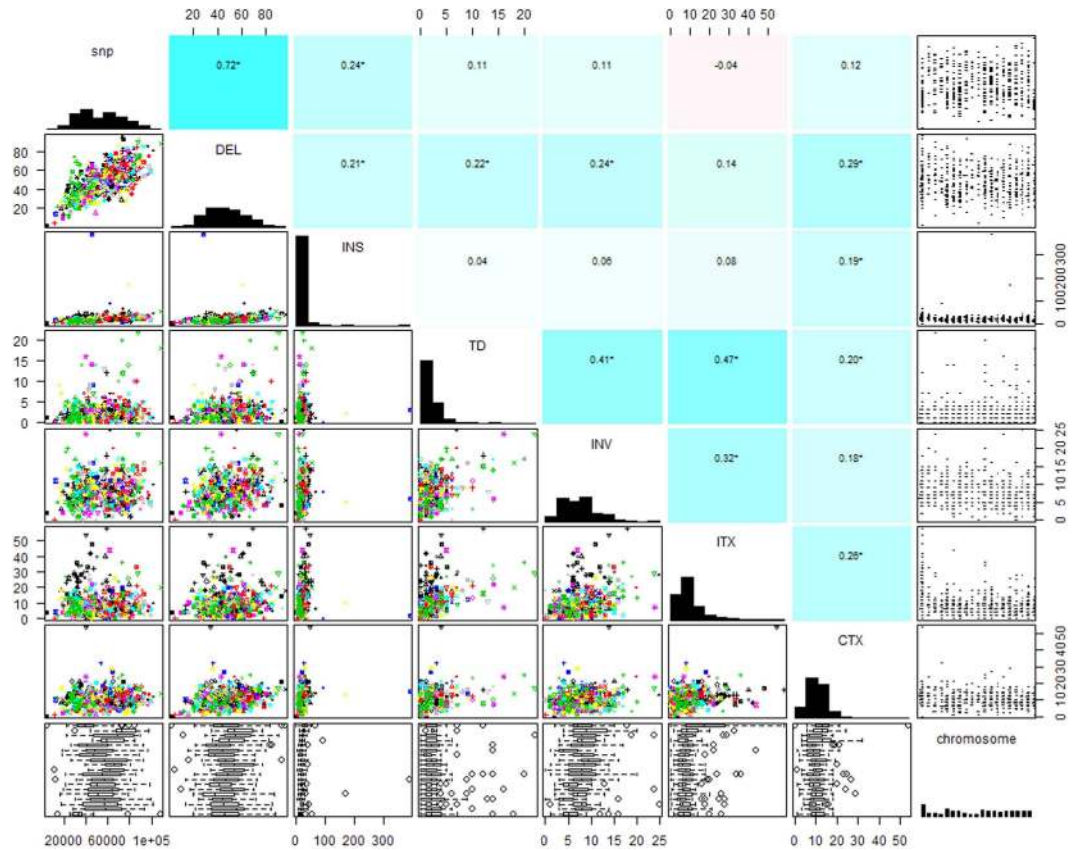 20 40 60 80
0 5 10 15 20
0 10 20 30 40 50
snp
0.72*
0.24*
0.11
0.11
-0.04
0.12
80
60
40
20
DEL
0.21*
0.22*
0.24*
0.14
0.29*
INS
0.04
0.06
0.08
0.19*
0 100 200 300
20
15
10
5
0
TD
0.41*
0.47*
0.20*
INV
0.32*
0.18*
0 5 10 15 20 25
50
40
30
20
10
0
ITX
0.26*
CTX
0 10 20 30 40 50
chromosome
20000 60000 1e+05
0 100 200 300
0 5 10 15 20 25
0 10 20 30 40 50